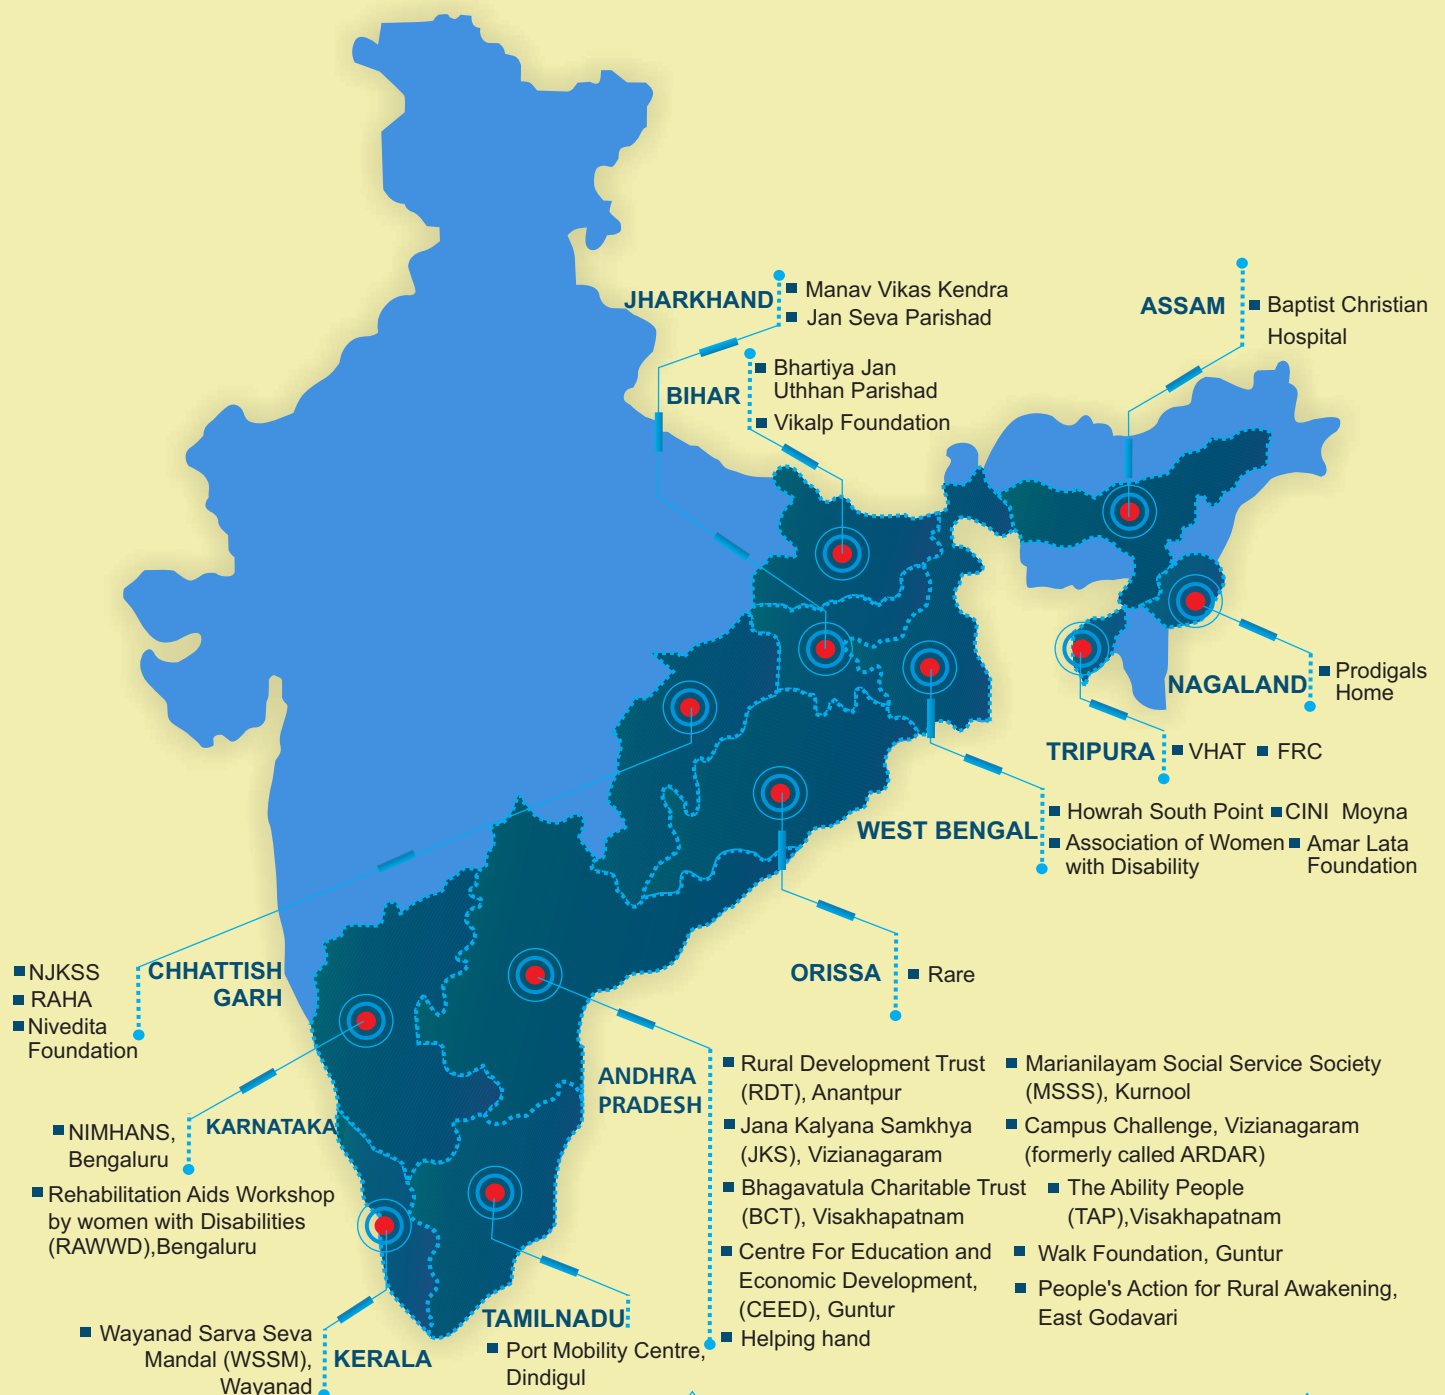 JHARKHAND
Manav Vikas Kendra
Jan Seva Parishad
BIHAR
Bhartiya Jan
Uthhan Parishad
Vikalp Foundation
ASSAM
Baptist Christian
Hospital
NAGALAND
Prodigals
Home
TRIPURA
VHAT
FRC
WEST BENGAL
Howrah South Point
CINI Moyna
Association of Women
with Disability
Amar Lata
Foundation
ORISSA
Rare
CHHATTISH
GARH
NJKSS
RAHA
Nivedita
Foundation
KARNATAKA
NIMHANS,
Bengaluru
Rehabilitation Aids Workshop
by women with Disabilities
(RAWWD),Bengaluru
ANDHRA
PRADESH
Rural Development Trust
(RDT), Anantpur
Jana Kalyana Samkhya
(JKS), Vizianagaram
Bhagavatula Charitable Trust
(BCT), Visakhapatnam
Centre For Education and
Economic Development,
(CEED), Guntur
Helping hand
Marianilayam Social Service Society
(MSSS), Kurnool
Campus Challenge, Vizianagaram
(formerly called ARDAR)
The Ability People
(TAP),Visakhapatnam
Walk Foundation, Guntur
People's Action for Rural Awakening,
East Godavari
TAMILNADU
Port Mobility Centre,
Dindigul
KERALA
Wayanad Sarva Seva
Mandal (WSSM),
Wayanad